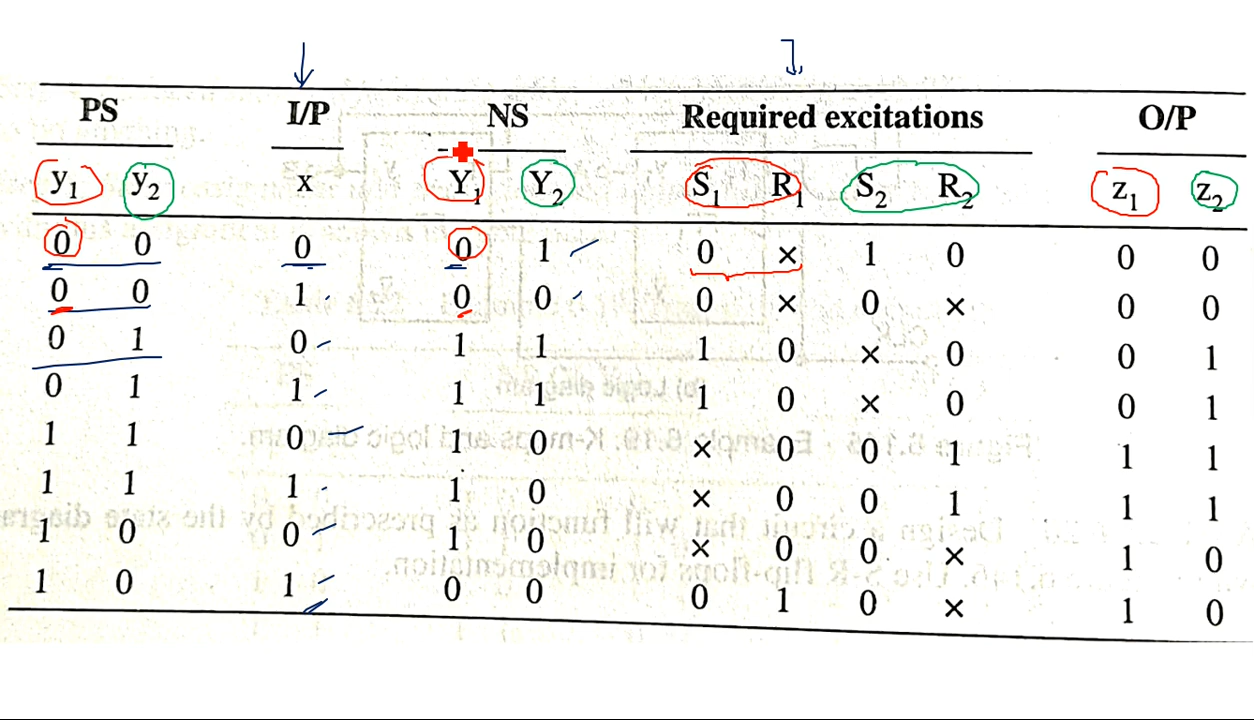 PS I/P NS Required excitations O/P
y1 y2 x Y1 Y2 S1 R1 S2 R2 z1 z2
0 0 0 0 1 0 × 1 0 0 0
0 0 1 0 0 0 × 0 × 0 0
0 1 0 1 1 1 0 × 0 0 1
0 1 1 1 1 1 0 × 0 0 1
1 1 0 1 0 × 0 0 1 1 1
1 1 1 1 0 × 0 0 1 1 1
1 0 0 1 0 × 0 0 × 1 0
1 0 1 0 0 0 1 0 × 1 0